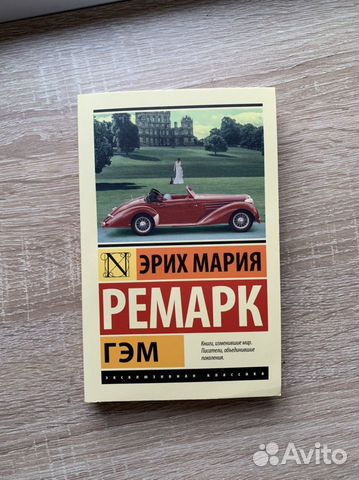 N
ЭРИХ МАРИЯ
РЕМАРК
ГЭМ
Книги, изменившие мир.
Писатели, объединившие
поколения.
ЭКСКЛЮЗИВНАЯ КЛАССИКА
Avito